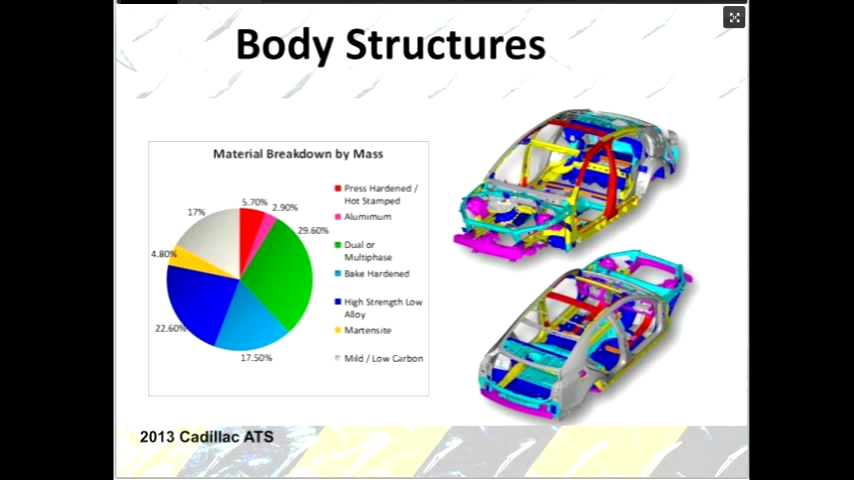 Body Structures
Material Breakdown by Mass
5.70%
2.90%
29.60%
17.50%
22.60%
4.80%
17%
Press Hardened /
Hot Stamped
Alumimum
Dual or
Multiphase
Bake Hardened
High Strength Low
Alloy
Martensite
Mild / Low Carbon
2013 Cadillac ATS